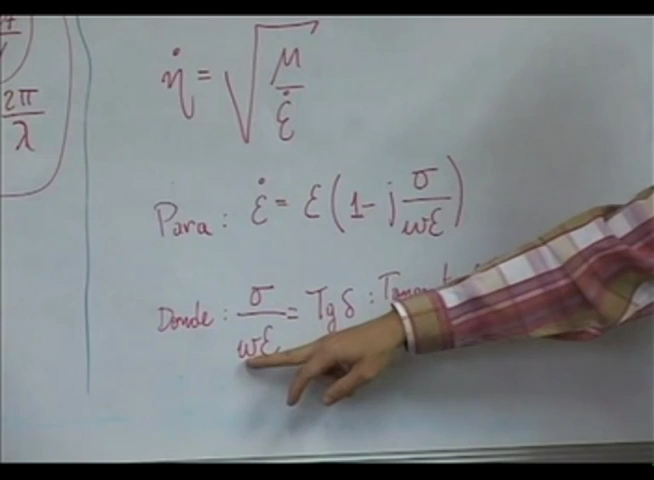 2π/λ
η̇ = √(μ/ε̇)
Para : ε̇ = ε(1 - j σ/ωε)
Donde : σ/ωε = Tg δ :